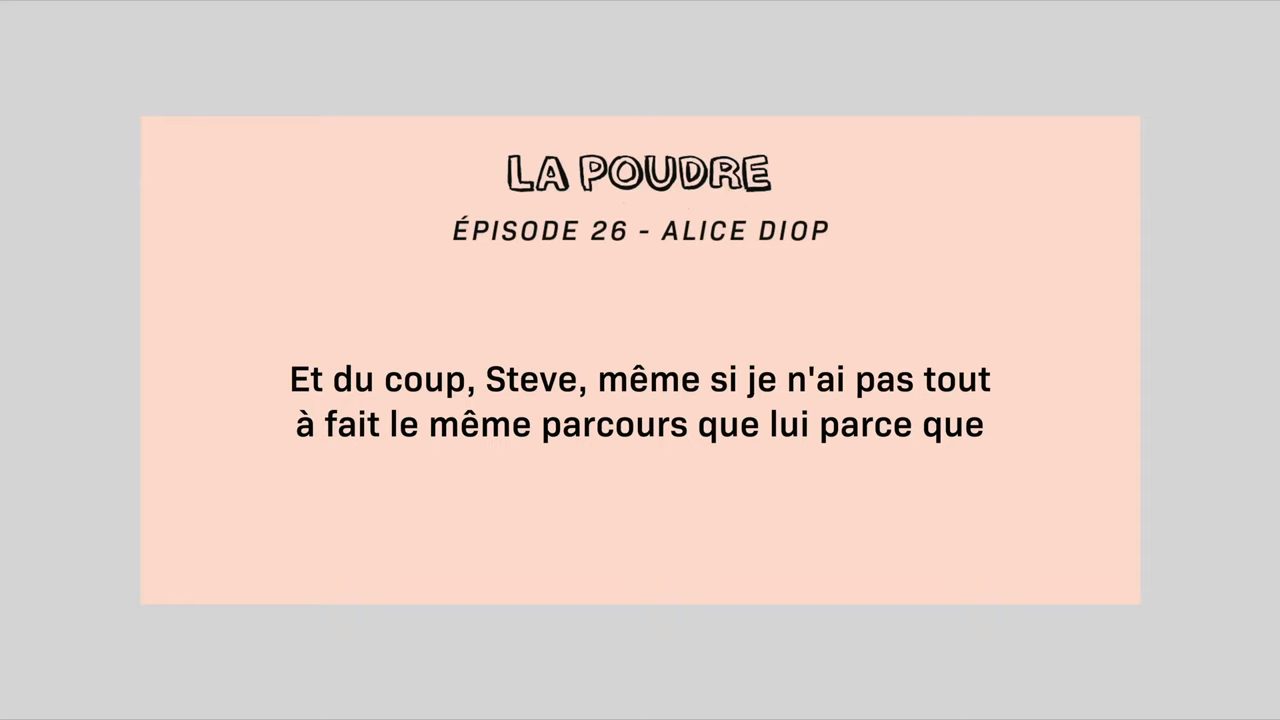 LA POUDRE
ÉPISODE 26 - ALICE DIOP
Et du coup, Steve, même si je n'ai pas tout
à fait le même parcours que lui parce que